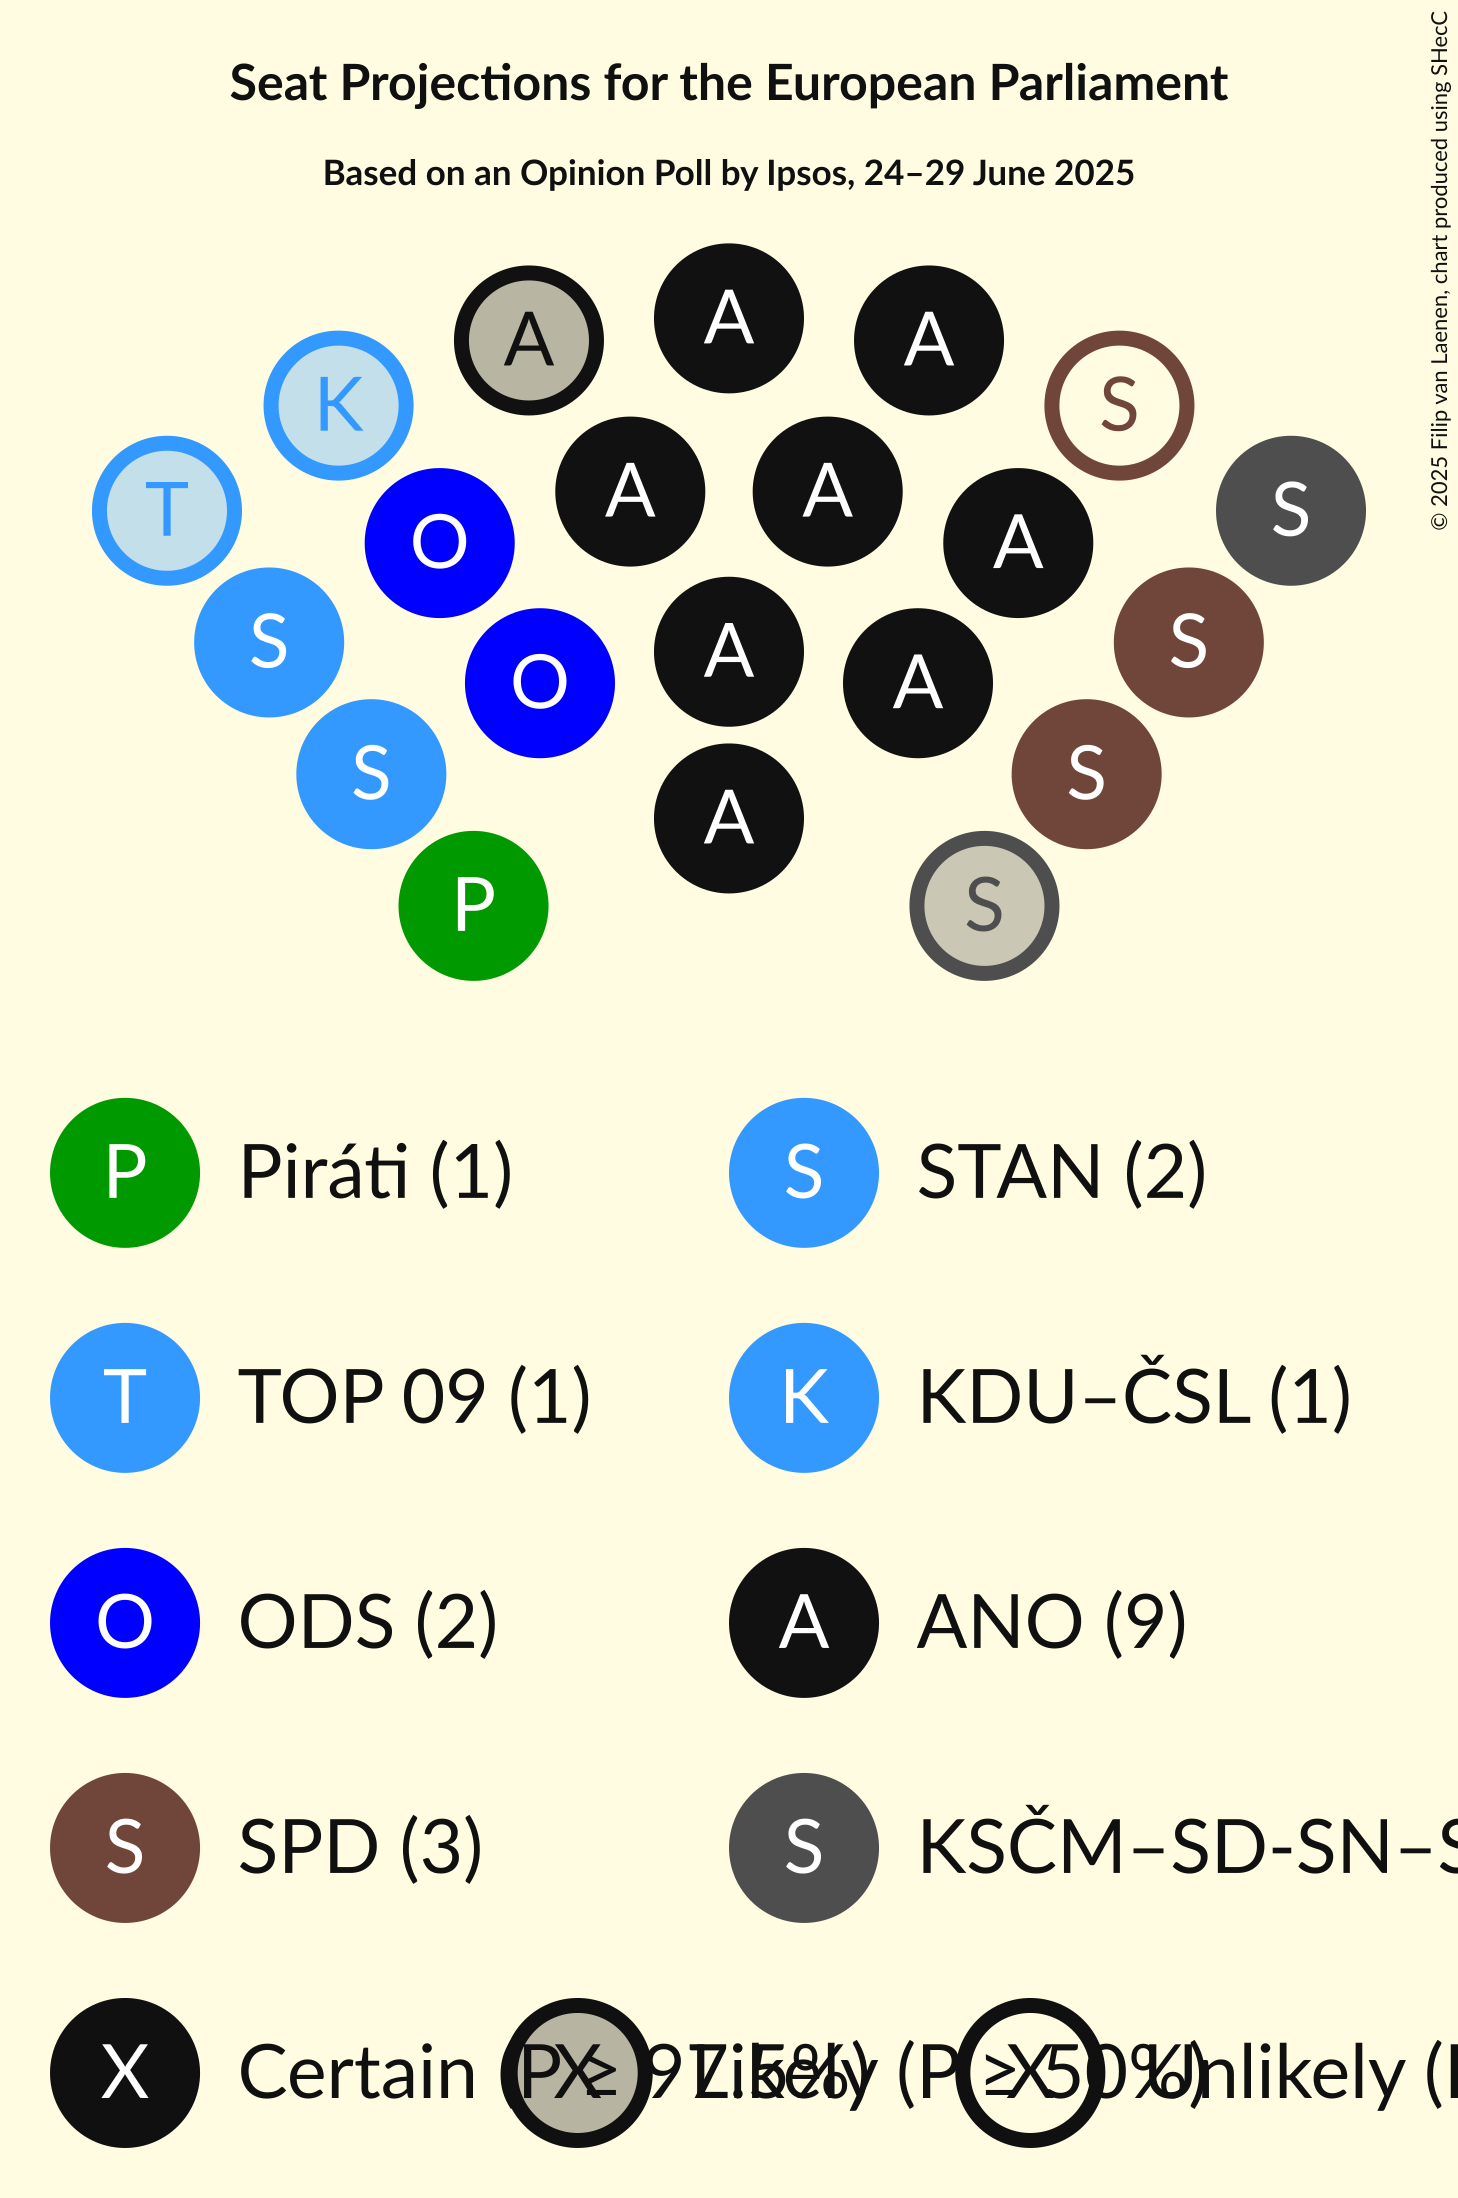 Seat Projections for the European Parliament
Based on an Opinion Poll by Ipsos, 24–29 June 2025
© 2025 Filip van Laenen, chart produced using SHecC
A
A A
K S
T S
A A
O A
S S
O A A
S S
A
P S
P Piráti (1) S STAN (2)
T TOP 09 (1) K KDU–ČSL (1)
O ODS (2) A ANO (9)
S SPD (3) S KSČM–SD-SN–S
X Certain (P ≥ 97.5%) X Likely (P ≥ 50%) X Unlikely (